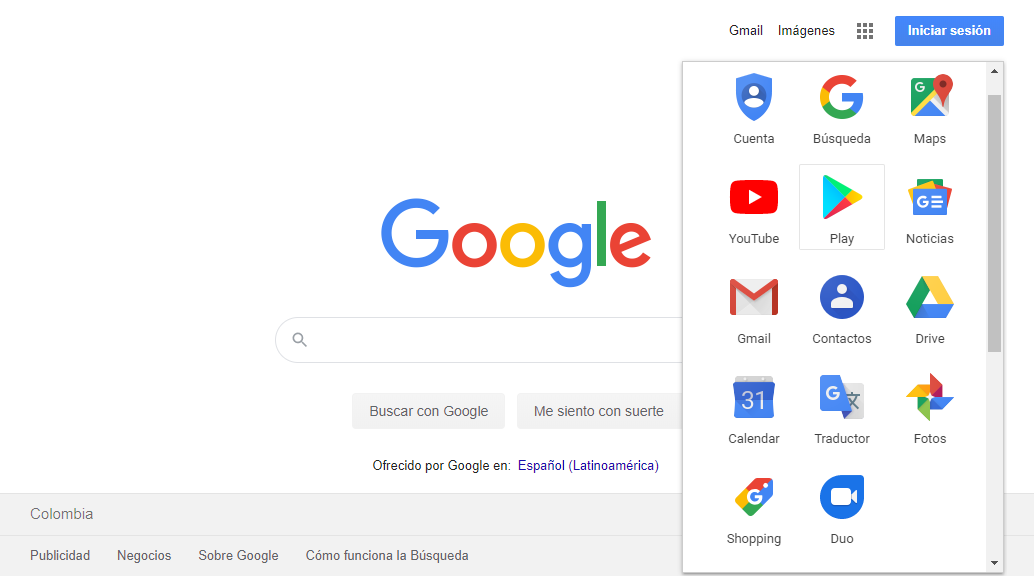 Gmail Imágenes Iniciar sesión
Cuenta Búsqueda Maps
YouTube Play Noticias
Gmail Contactos Drive
31
Calendar Traductor Fotos
Shopping Duo
Google
Buscar con Google Me siento con suerte
Ofrecido por Google en: Español (Latinoamérica)
Colombia
Publicidad Negocios Sobre Google Cómo funciona la Búsqueda